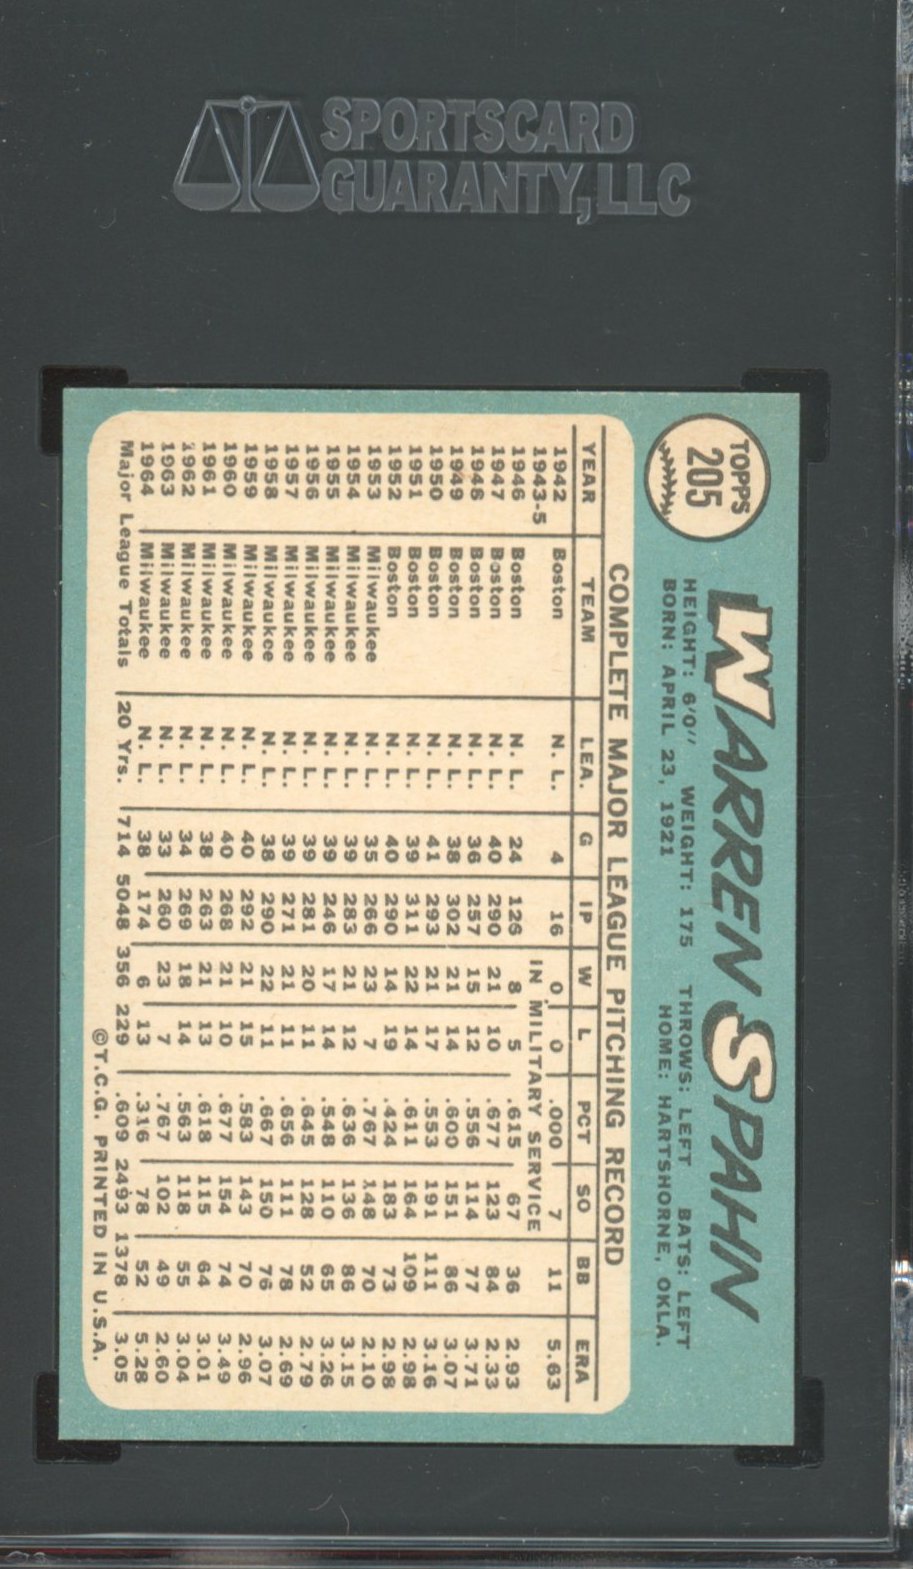 SPORTSCARD
GUARANTY, LLC
TOPPS
205
WARREN SPAHN
HEIGHT: 6'0" WEIGHT: 175 THROWS: LEFT BATS: LEFT
BORN: APRIL 23, 1921 HOME: HARTSHORNE, OKLA.
COMPLETE MAJOR LEAGUE PITCHING RECORD
YEAR TEAM LEA. G IP W L PCT SO BB ERA
1942 Boston N. L. 4 16 0 0 .000 7 11 5.63
1943-5 IN MILITARY SERVICE
1946 Boston N. L. 24 126 8 5 .615 67 36 2.93
1947 Boston N. L. 40 290 21 10 .677 123 84 2.33
1948 Boston N. L. 36 257 15 12 .556 114 77 3.71
1949 Boston N. L. 38 302 21 14 .600 151 86 3.07
1950 Boston N. L. 41 293 21 17 .553 191 111 3.16
1951 Boston N. L. 39 311 22 14 .611 164 109 2.98
1952 Boston N. L. 40 290 14 19 .424 183 73 2.98
1953 Milwaukee N. L. 35 266 23 7 .767 148 70 2.10
1954 Milwaukee N. L. 39 283 21 12 .636 136 86 3.15
1955 Milwaukee N. L. 39 246 17 14 .548 110 65 3.26
1956 Milwaukee N. L. 39 281 20 11 .645 128 52 2.79
1957 Milwaukee N. L. 39 271 21 11 .656 111 78 2.69
1958 Milwaukee N. L. 38 290 22 11 .667 150 76 3.07
1959 Milwaukee N. L. 40 292 21 15 .583 143 70 2.96
1960 Milwaukee N. L. 40 268 21 10 .677 154 74 3.49
1961 Milwaukee N. L. 38 263 21 13 .618 115 64 3.01
1962 Milwaukee N. L. 34 269 18 14 .563 118 55 3.04
1963 Milwaukee N. L. 33 260 23 7 .767 102 49 2.60
1964 Milwaukee N. L. 38 174 6 13 .316 78 52 5.28
Major League Totals 20 Yrs. 714 5048 356 229 .609 2493 1378 3.05
©T.C.G. PRINTED IN U.S.A.